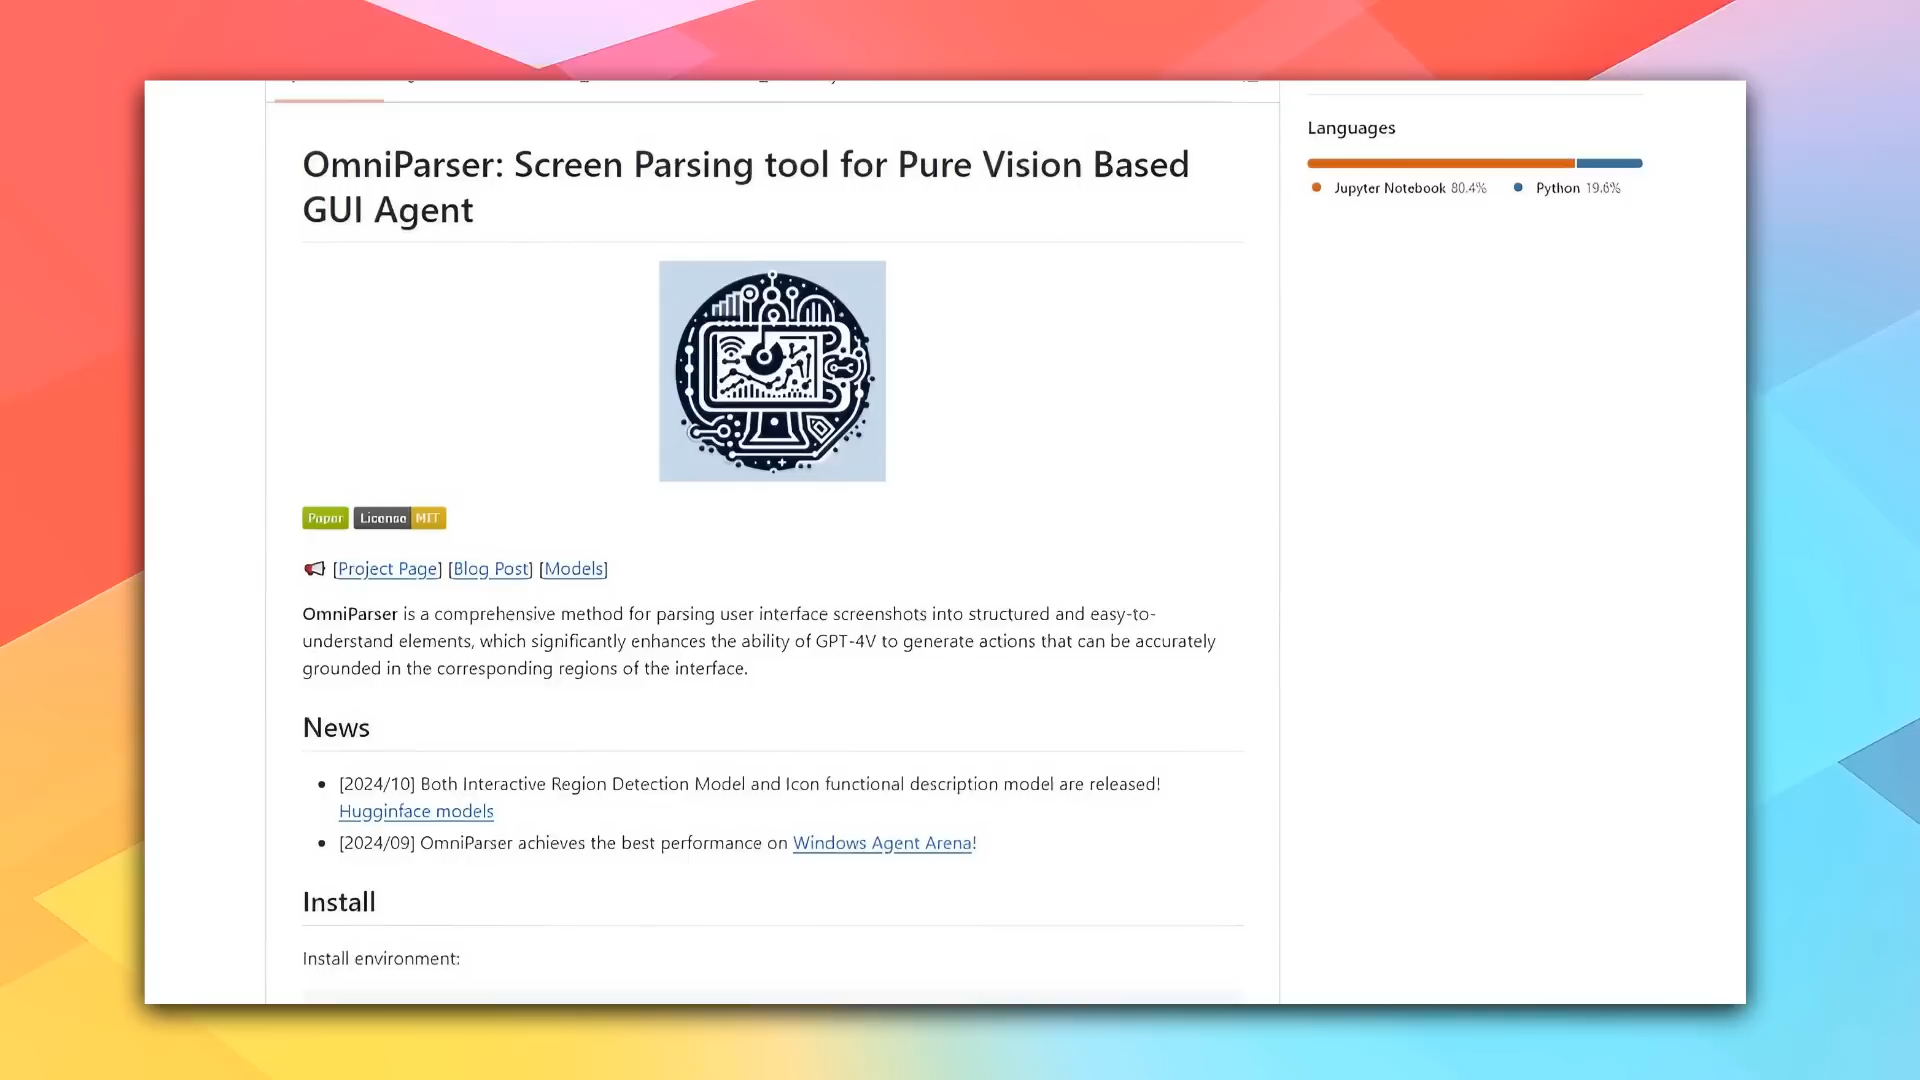 OmniParser: Screen Parsing tool for Pure Vision Based
GUI Agent
Paper License MIT
[Project Page] [Blog Post] [Models]
OmniParser is a comprehensive method for parsing user interface screenshots into structured and easy-to-
understand elements, which significantly enhances the ability of GPT-4V to generate actions that can be accurately
grounded in the corresponding regions of the interface.
News
• [2024/10] Both Interactive Region Detection Model and Icon functional description model are released!
Hugginface models
• [2024/09] OmniParser achieves the best performance on Windows Agent Arena!
Install
Install environment:
Languages
Jupyter Notebook 80.4% Python 19.6%